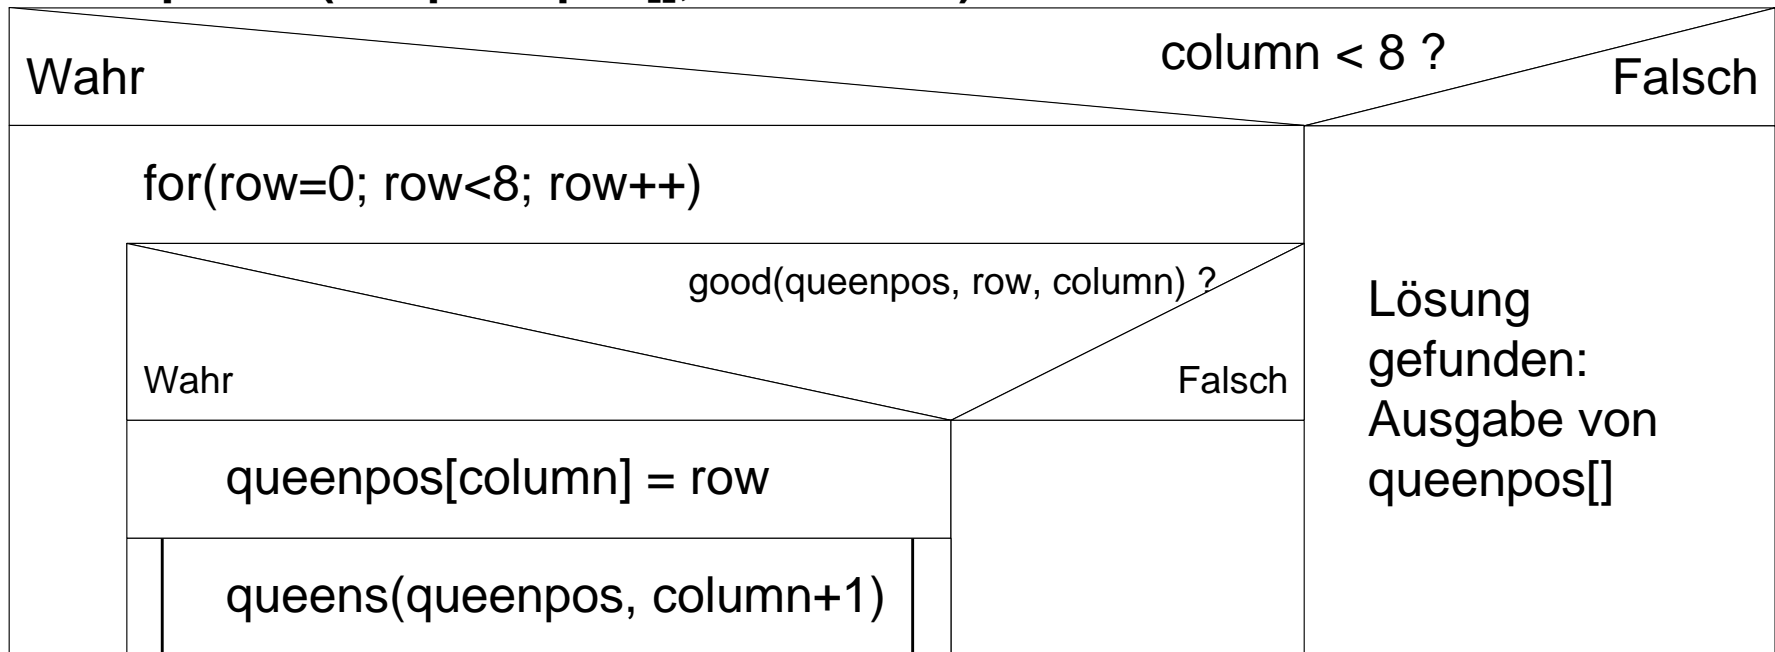 column < 8 ?
Wahr
Falsch
for(row=0; row<8; row++)
good(queenpos, row, column) ?
Wahr
Falsch
Lösung
gefunden:
Ausgabe von
queenpos[]
queenpos[column] = row
queens(queenpos, column+1)